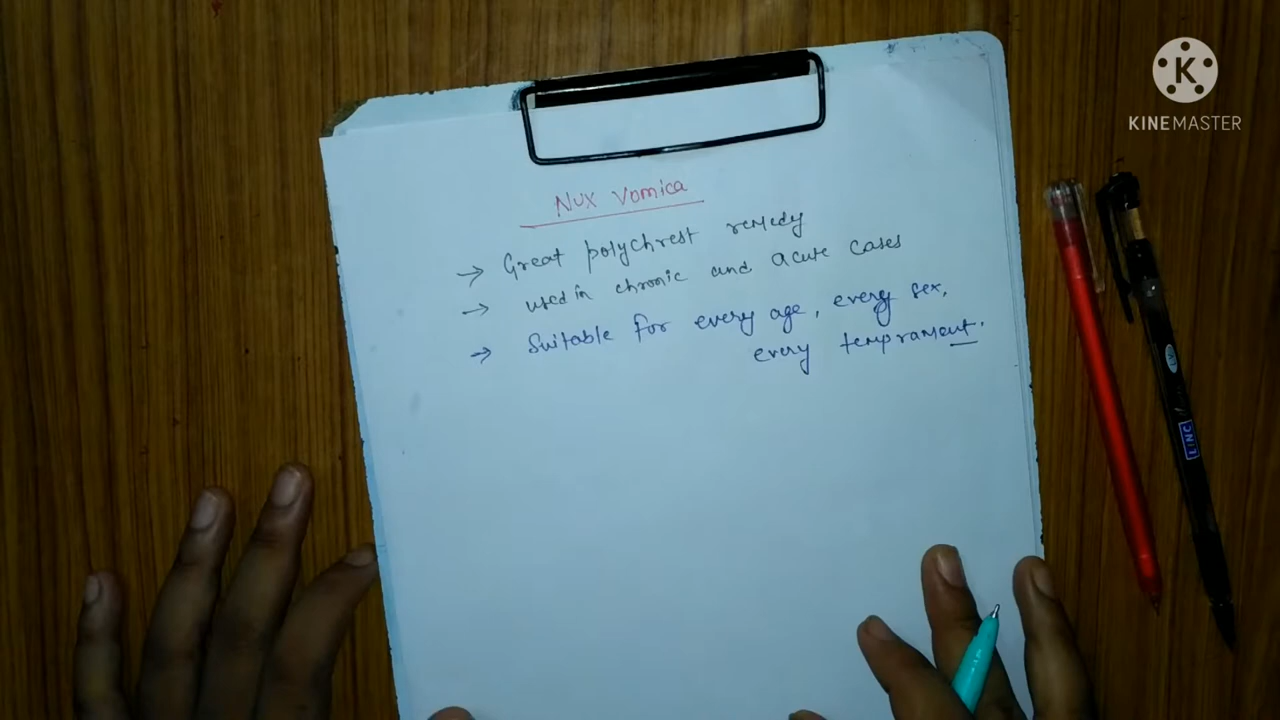 KINEMASTER
Nux Vomica
→ Great polychrest remedy
→ used in chronic and acute cases
→ Suitable for every age, every sex,
every temprament.
LINC